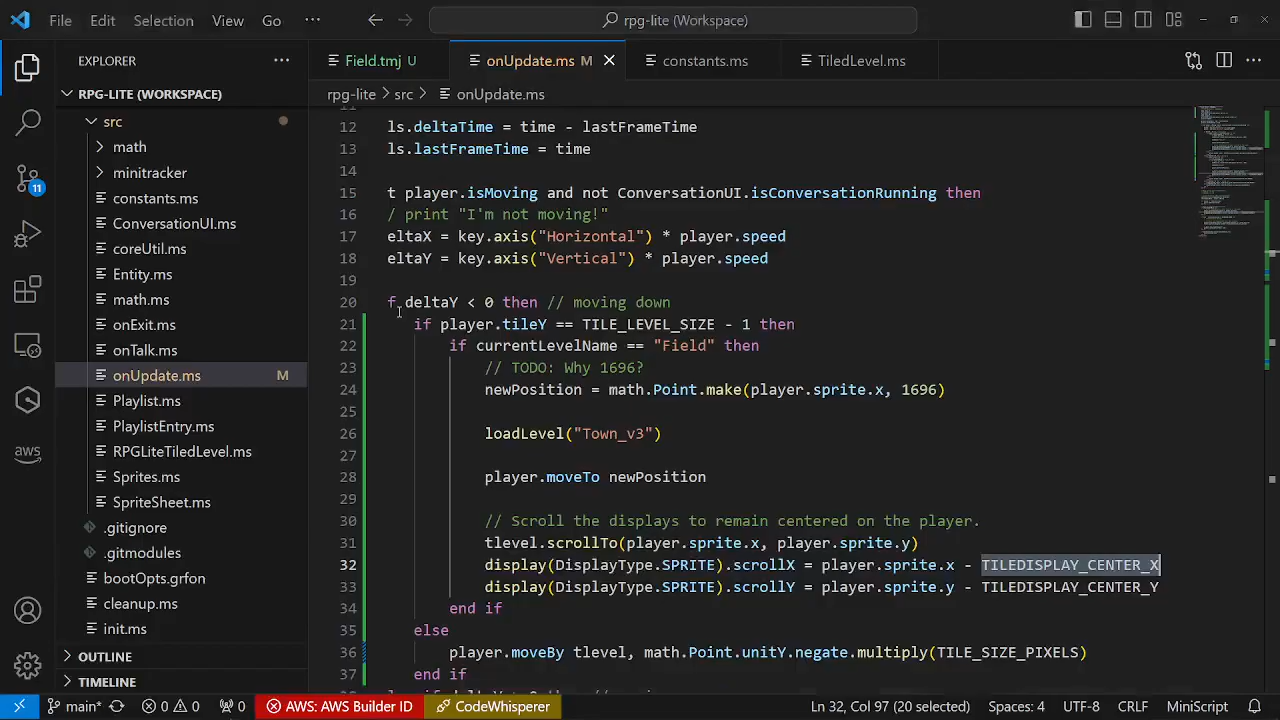 File Edit Selection View Go ··· rpg-lite (Workspace)
EXPLORER ···
Field.tmj U onUpdate.ms M constants.ms TiledLevel.ms ···
RPG-LITE (WORKSPACE)
rpg-lite > src > onUpdate.ms
src
math
minitracker
constants.ms
ConversationUI.ms
coreUtil.ms
Entity.ms
math.ms
onExit.ms
onTalk.ms
onUpdate.ms M
Playlist.ms
PlaylistEntry.ms
RPGLiteTiledLevel.ms
Sprites.ms
SpriteSheet.ms
.gitignore
.gitmodules
bootOpts.grfon
cleanup.ms
init.ms
OUTLINE
TIMELINE
11
aws
12 ls.deltaTime = time - lastFrameTime
13 ls.lastFrameTime = time
14
15 t player.isMoving and not ConversationUI.isConversationRunning then
16 / print "I'm not moving!"
17 eltaX = key.axis("Horizontal") * player.speed
18 eltaY = key.axis("Vertical") * player.speed
19
20 f deltaY < 0 then // moving down
21 if player.tileY == TILE_LEVEL_SIZE - 1 then
22 if currentLevelName == "Field" then
23 // TODO: Why 1696?
24 newPosition = math.Point.make(player.sprite.x, 1696)
25
26 loadLevel("Town_v3")
27
28 player.moveTo newPosition
29
30 // Scroll the displays to remain centered on the player.
31 tlevel.scrollTo(player.sprite.x, player.sprite.y)
32 display(DisplayType.SPRITE).scrollX = player.sprite.x - TILEDISPLAY_CENTER_X
33 display(DisplayType.SPRITE).scrollY = player.sprite.y - TILEDISPLAY_CENTER_Y
34 end if
35 else
36 player.moveBy tlevel, math.Point.unitY.negate.multiply(TILE_SIZE_PIXELS)
37 end if
main* 0 0 0 AWS: AWS Builder ID CodeWhisperer Ln 32, Col 97 (20 selected) Spaces: 4 UTF-8 CRLF MiniScript